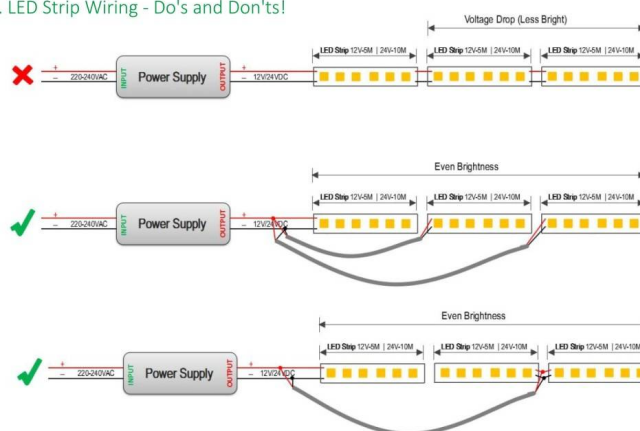 . LED Strip Wiring - Do's and Don'ts!
Voltage Drop (Less Bright)
LED Strip 12V-5M | 24V-10M LED Strip 12V-5M | 24V-10M LED Strip 12V-5M | 24V-10M
+ +
220-240VAC INPUT Power Supply OUTPUT 12V/24VDC
– –
Even Brightness
LED Strip 12V-5M | 24V-10M LED Strip 12V-5M | 24V-10M LED Strip 12V-5M | 24V-10M
+ +
220-240VAC INPUT Power Supply OUTPUT 12V/24VDC
– –
Even Brightness
LED Strip 12V-5M | 24V-10M LED Strip 12V-5M | 24V-10M LED Strip 12V-5M | 24V-10M
+ +
220-240VAC INPUT Power Supply OUTPUT 12V/24VDC
– –